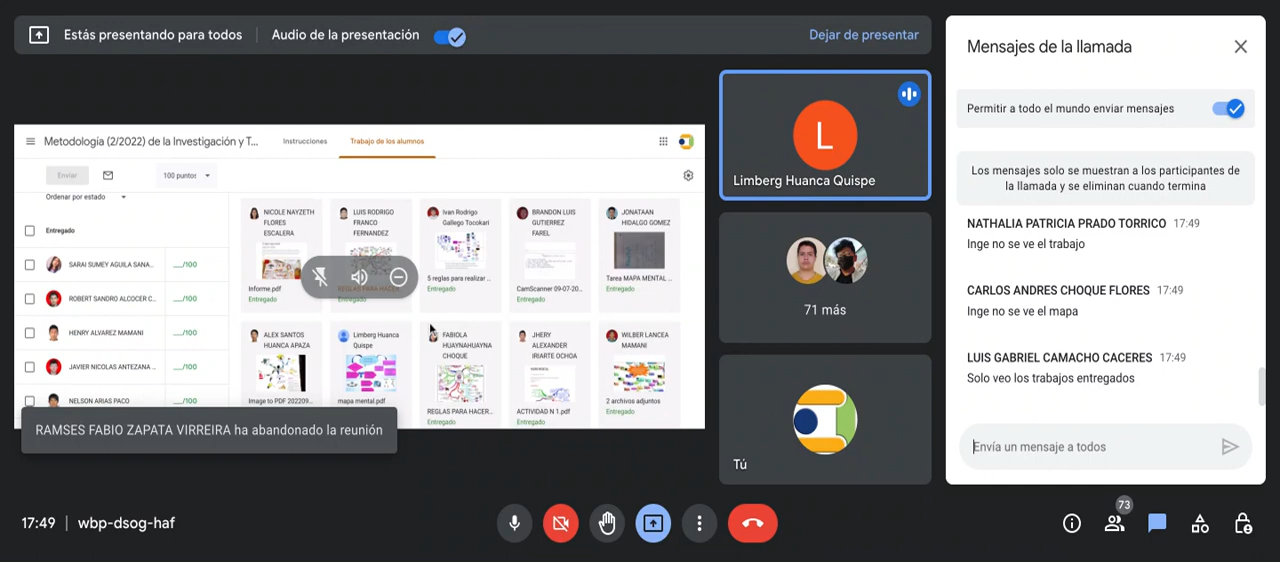 Estás presentando para todos
Audio de la presentación
Dejar de presentar
Metodología (2/2022) de la Investigación y T...
Instrucciones
Trabajo de los alumnos
Enviar
100 puntos
Ordenar por estado
Entregado
SARAI SUMEY AGUILA SANA...
___/100
ROBERT SANDRO ALCOCER C...
___/100
HENRY ALVAREZ MAMANI
___/100
JAVIER NICOLAS ANTEZANA ...
___/100
NELSON ARIAS PACO
___/100
NICOLE NAYZETH
FLORES
ESCALERA
Informe.pdf
Entregado
LUIS RODRIGO
FRANCO
FERNANDEZ
REGLAS PARA HACER
Entregado
Ivan Rodrigo
Gallego Tocokari
5 reglas para realizar ...
Entregado
BRANDON LUIS
GUTIERREZ
FAREL
CamScanner 09-07-20...
Entregado
JONATAAN
HIDALGO GOMEZ
Tarea MAPA MENTAL ...
Entregado
ALEX SANTOS
HUANCA APAZA
Image to PDF 202209...
Limberg Huanca
Quispe
mapa mental.pdf
Entregado
FABIOLA
HUAYNAHUAYNA
CHOQUE
REGLAS PARA HACER...
Entregado
JHERY
ALEXANDER
IRIARTE OCHOA
ACTIVIDAD N 1.pdf
Entregado
WILBER LANCEA
MAMANI
2 archivos adjuntos
Entregado
RAMSES FABIO ZAPATA VIRREIRA ha abandonado la reunión
L
Limberg Huanca Quispe
71 más
Tú
Mensajes de la llamada
Permitir a todo el mundo enviar mensajes
Los mensajes solo se muestran a los participantes de
la llamada y se eliminan cuando termina
NATHALIA PATRICIA PRADO TORRICO 17:49
Inge no se ve el trabajo
CARLOS ANDRES CHOQUE FLORES 17:49
Inge no se ve el mapa
LUIS GABRIEL CAMACHO CACERES 17:49
Solo veo los trabajos entregados
Envía un mensaje a todos
17:49 | wbp-dsog-haf
73